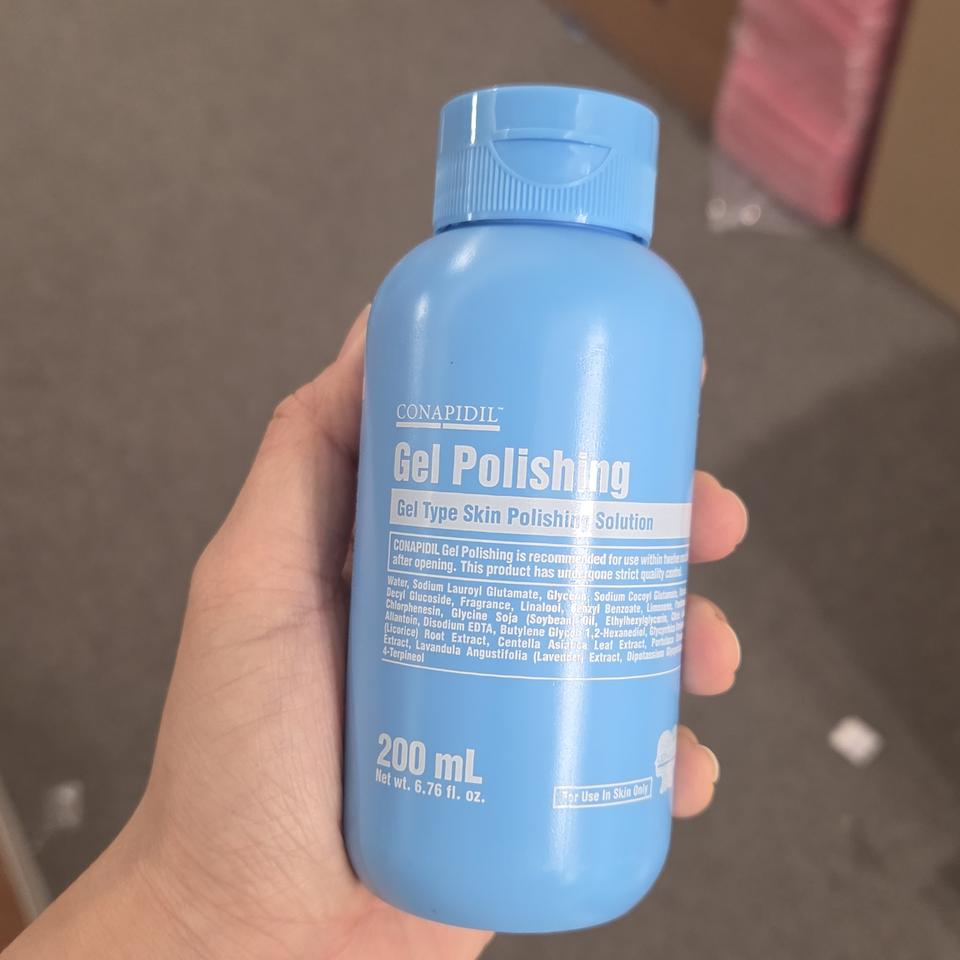 CONAPIDIL™
Gel Polishing
Gel Type Skin Polishing Solution
CONAPIDIL Gel Polishing is recommended for use within twelve
after opening. This product has undergone strict quality control.
Water, Sodium Lauroyl Glutamate, Glycerin, Sodium Cocoyl Glutamate,
Decyl Glucoside, Fragrance, Linalool, Benzyl Benzoate, Limonene,
Chlorphenesin, Glycine Soja (Soybean) Oil, Ethylhexylglycerin,
Allantoin, Disodium EDTA, Butylene Glycol, 1,2-Hexanediol,
(Licorice) Root Extract, Centella Asiatica Leaf Extract,
Extract, Lavandula Angustifolia (Lavender) Extract, Dipotassium
4-Terpineol
200 mL
Net wt. 6.76 fl. oz.
For Use In Skin Only